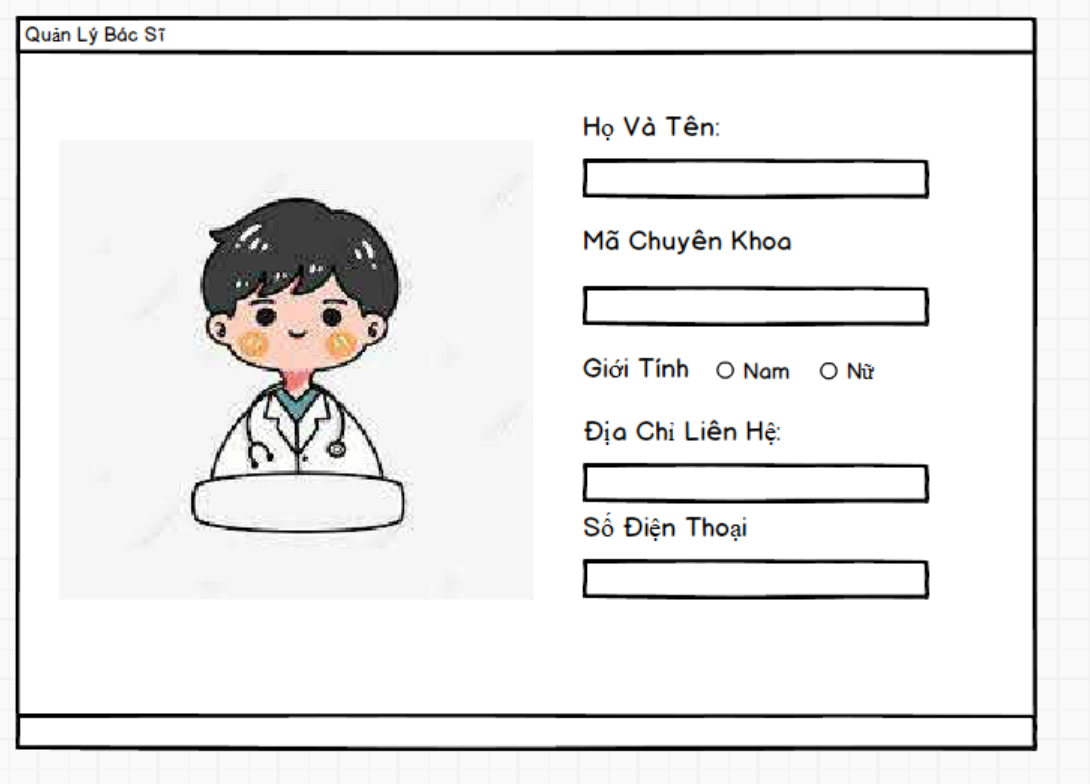 Quản Lý Bác Sĩ
Họ Và Tên:
Mã Chuyên Khoa
Giới Tính Nam Nữ
Địa Chỉ Liên Hệ:
Số Điện Thoại